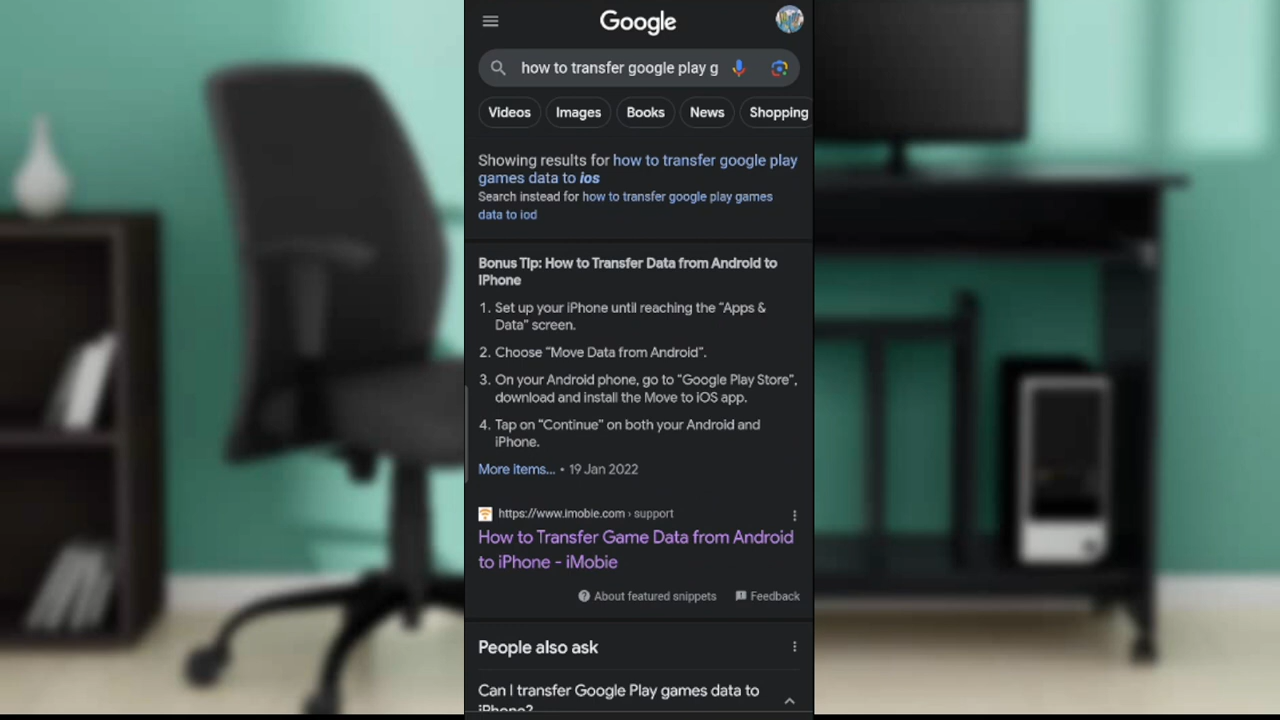 Google
how to transfer google play g
Videos Images Books News Shopping
Showing results for how to transfer google play
games data to ios
Search instead for how to transfer google play games
data to iod
Bonus Tip: How to Transfer Data from Android to
IPhone
1. Set up your iPhone until reaching the “Apps &
Data” screen.
2. Choose “Move Data from Android”.
3. On your Android phone, go to “Google Play Store”,
download and install the Move to iOS app.
4. Tap on “Continue” on both your Android and
iPhone.
More items... • 19 Jan 2022
https://www.imobie.com › support
How to Transfer Game Data from Android
to iPhone - iMobie
About featured snippets Feedback
People also ask
Can I transfer Google Play games data to
iPhone?